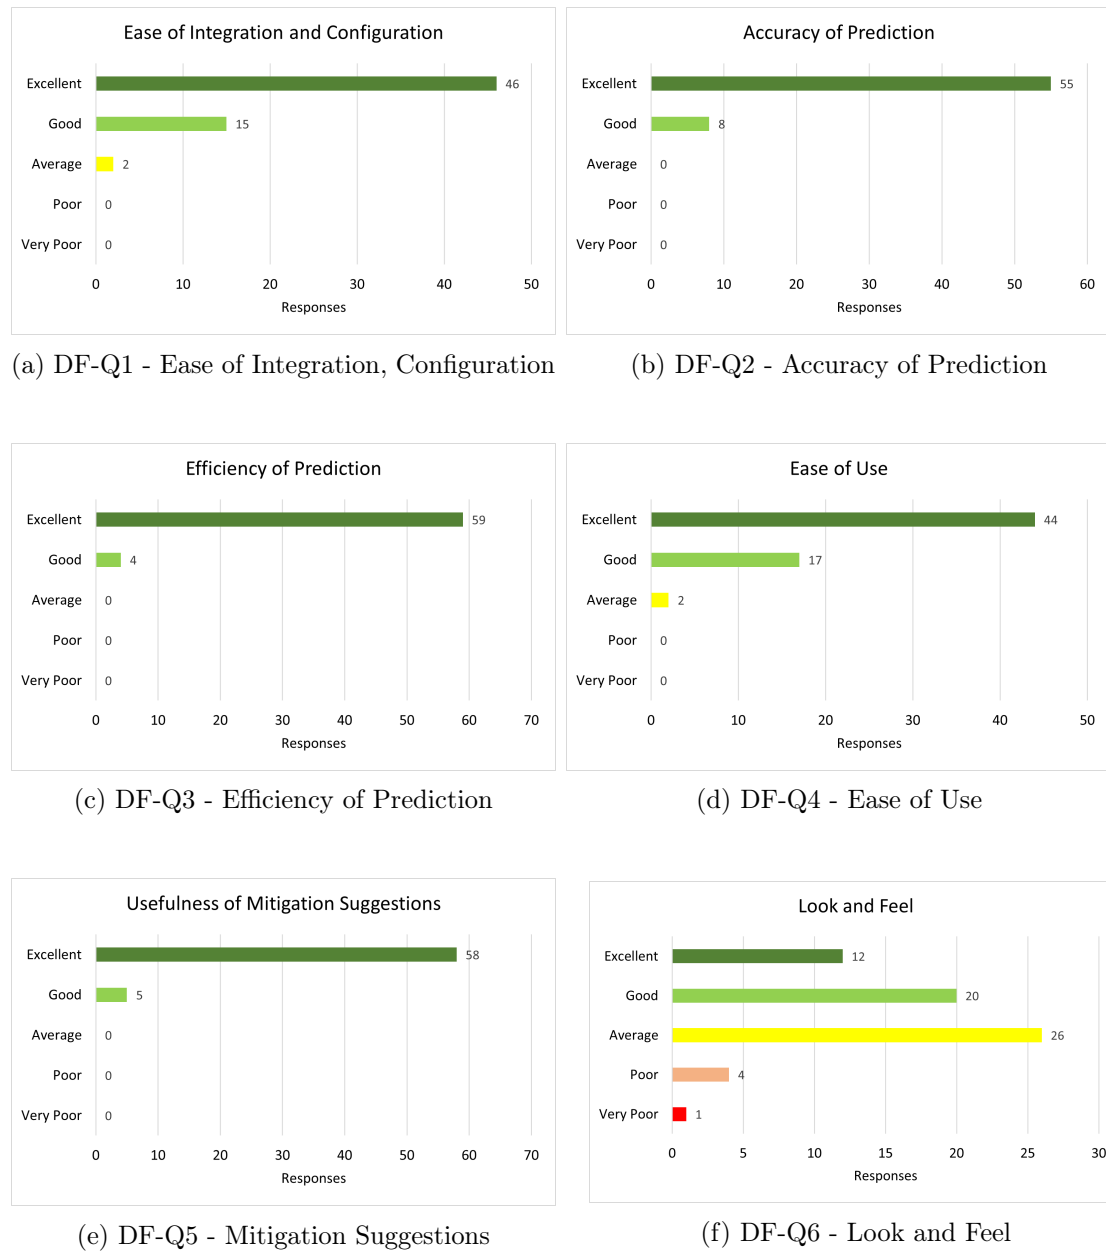 Ease of Integration and Configuration
Excellent 46
Good 15
Average 2
Poor 0
Very Poor 0
0 10 20 30 40 50
Responses
(a) DF-Q1 - Ease of Integration, Configuration
Accuracy of Prediction
Excellent 55
Good 8
Average 0
Poor 0
Very Poor 0
0 10 20 30 40 50 60
Responses
(b) DF-Q2 - Accuracy of Prediction
Efficiency of Prediction
Excellent 59
Good 4
Average 0
Poor 0
Very Poor 0
0 10 20 30 40 50 60 70
Responses
(c) DF-Q3 - Efficiency of Prediction
Ease of Use
Excellent 44
Good 17
Average 2
Poor 0
Very Poor 0
0 10 20 30 40 50
Responses
(d) DF-Q4 - Ease of Use
Usefulness of Mitigation Suggestions
Excellent 58
Good 5
Average 0
Poor 0
Very Poor 0
0 10 20 30 40 50 60 70
Responses
(e) DF-Q5 - Mitigation Suggestions
Look and Feel
Excellent 12
Good 20
Average 26
Poor 4
Very Poor 1
0 5 10 15 20 25 30
Responses
(f) DF-Q6 - Look and Feel